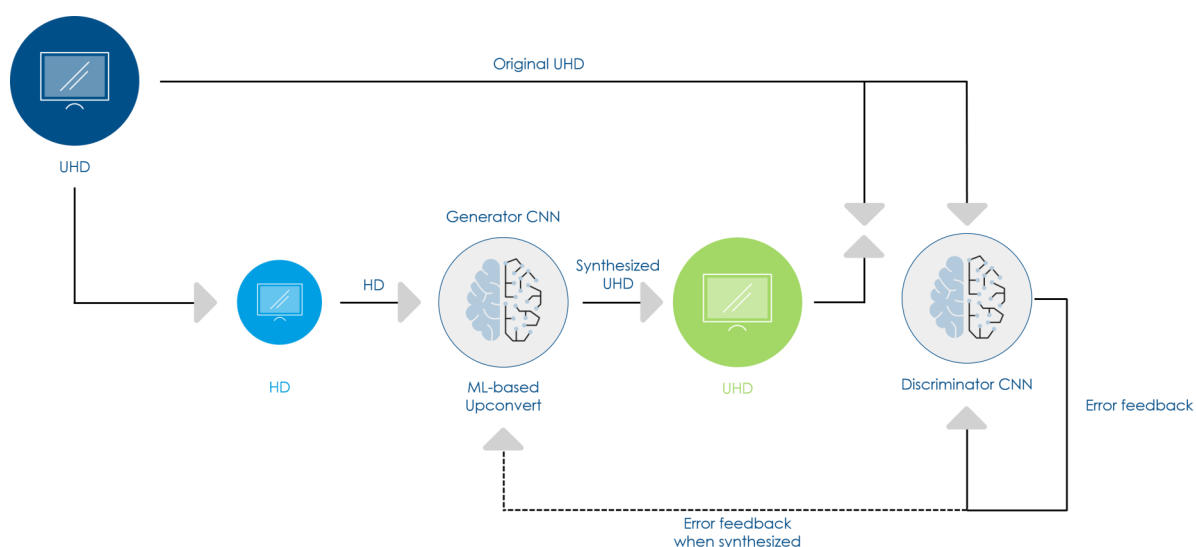 Original UHD
UHD
Generator CNN
Synthesized
UHD
HD
HD
ML-based
Upconvert
UHD
Discriminator CNN
Error feedback
Error feedback
when synthesized